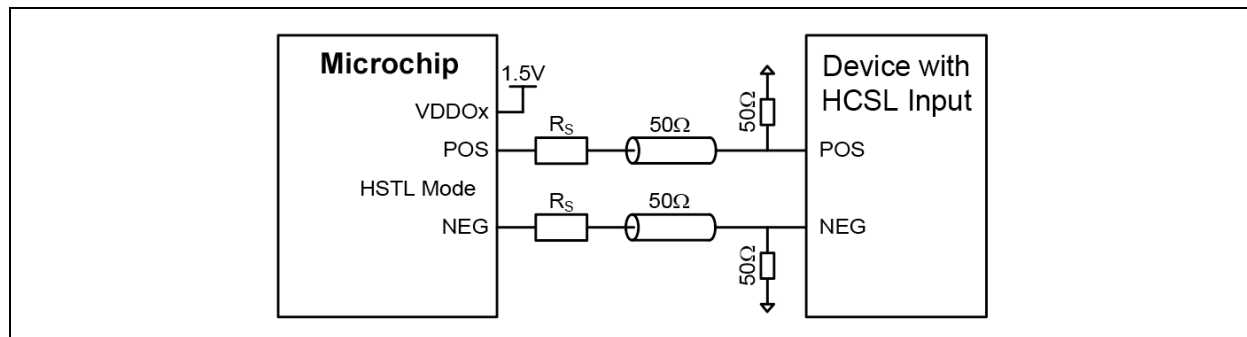 Microchip
1.5V
VDDOx
POS
HSTL Mode
NEG
RS
50Ω
RS
50Ω
50Ω
50Ω
Device with
HCSL Input
POS
NEG